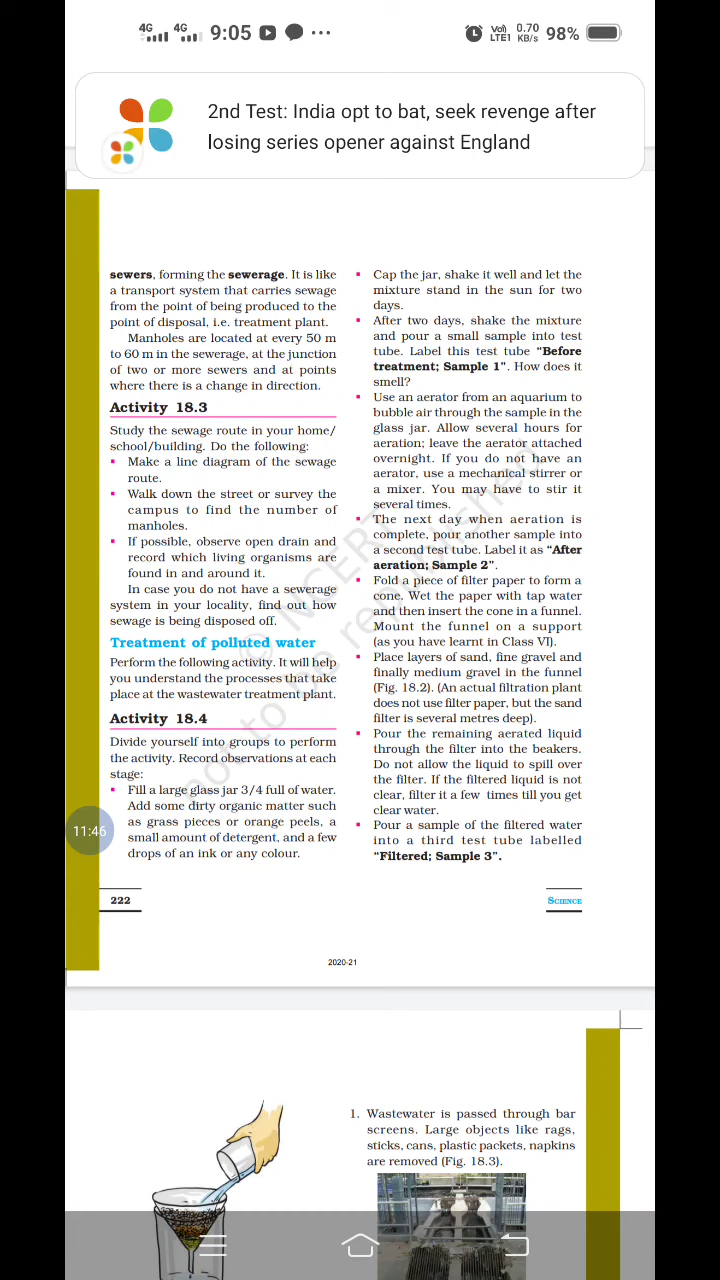 4G 4G 9:05 ... Vo) LTE1 0.70 KB/s 98%
2nd Test: India opt to bat, seek revenge after
losing series opener against England
sewers, forming the sewerage. It is like
a transport system that carries sewage
from the point of being produced to the
point of disposal, i.e. treatment plant.
Manholes are located at every 50 m
to 60 m in the sewerage, at the junction
of two or more sewers and at points
where there is a change in direction.
Activity 18.3
Study the sewage route in your home/
school/building. Do the following:
▪ Make a line diagram of the sewage
route.
▪ Walk down the street or survey the
campus to find the number of
manholes.
▪ If possible, observe open drain and
record which living organisms are
found in and around it.
In case you do not have a sewerage
system in your locality, find out how
sewage is being disposed off.
Treatment of polluted water
Perform the following activity. It will help
you understand the processes that take
place at the wastewater treatment plant.
Activity 18.4
Divide yourself into groups to perform
the activity. Record observations at each
stage:
▪ Fill a large glass jar 3/4 full of water.
Add some dirty organic matter such
as grass pieces or orange peels, a
small amount of detergent, and a few
drops of an ink or any colour.
▪ Cap the jar, shake it well and let the
mixture stand in the sun for two
days.
▪ After two days, shake the mixture
and pour a small sample into test
tube. Label this test tube “Before
treatment; Sample 1”. How does it
smell?
▪ Use an aerator from an aquarium to
bubble air through the sample in the
glass jar. Allow several hours for
aeration; leave the aerator attached
overnight. If you do not have an
aerator, use a mechanical stirrer or
a mixer. You may have to stir it
several times.
▪ The next day when aeration is
complete, pour another sample into
a second test tube. Label it as “After
aeration; Sample 2”.
▪ Fold a piece of filter paper to form a
cone. Wet the paper with tap water
and then insert the cone in a funnel.
Mount the funnel on a support
(as you have learnt in Class VI).
▪ Place layers of sand, fine gravel and
finally medium gravel in the funnel
(Fig. 18.2). (An actual filtration plant
does not use filter paper, but the sand
filter is several metres deep).
▪ Pour the remaining aerated liquid
through the filter into the beakers.
Do not allow the liquid to spill over
the filter. If the filtered liquid is not
clear, filter it a few times till you get
clear water.
▪ Pour a sample of the filtered water
into a third test tube labelled
“Filtered; Sample 3”.
© NCERT
not to be republished
11:46
222
SCIENCE
2020-21
1. Wastewater is passed through bar
screens. Large objects like rags,
sticks, cans, plastic packets, napkins
are removed (Fig. 18.3).